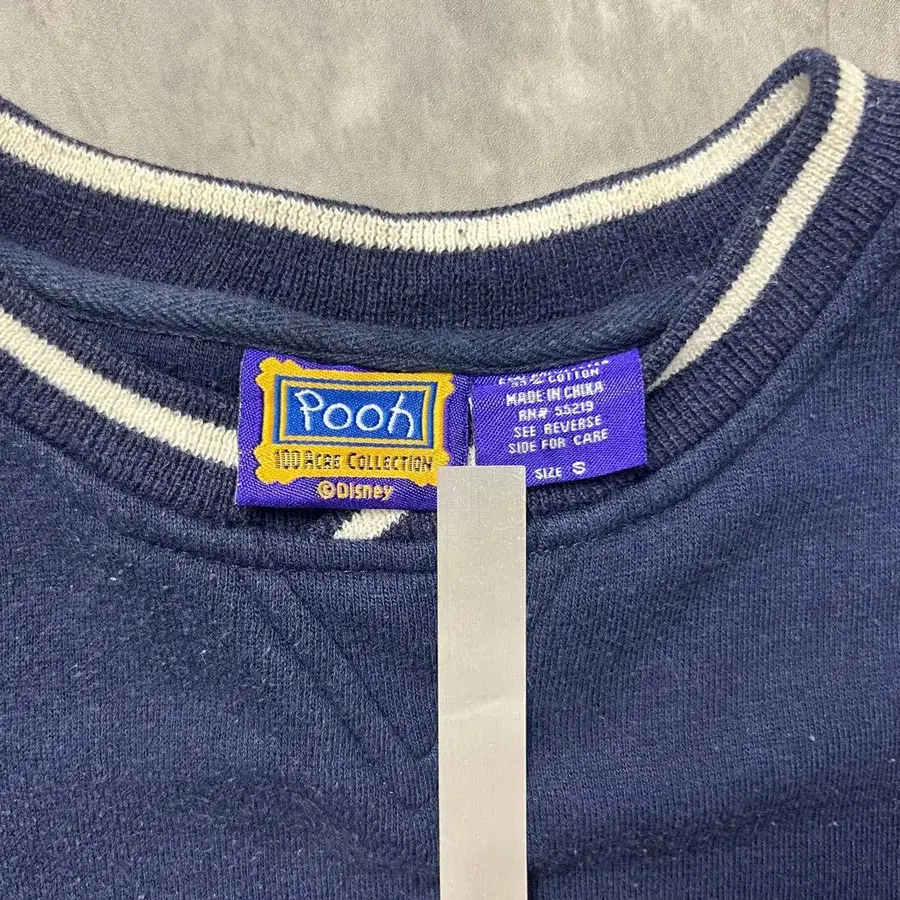 Pooh
100 ACRE COLLECTION
©Disney
COTTON
MADE IN CHINA
RN# 55219
SEE REVERSE
SIDE FOR CARE
SIZE S